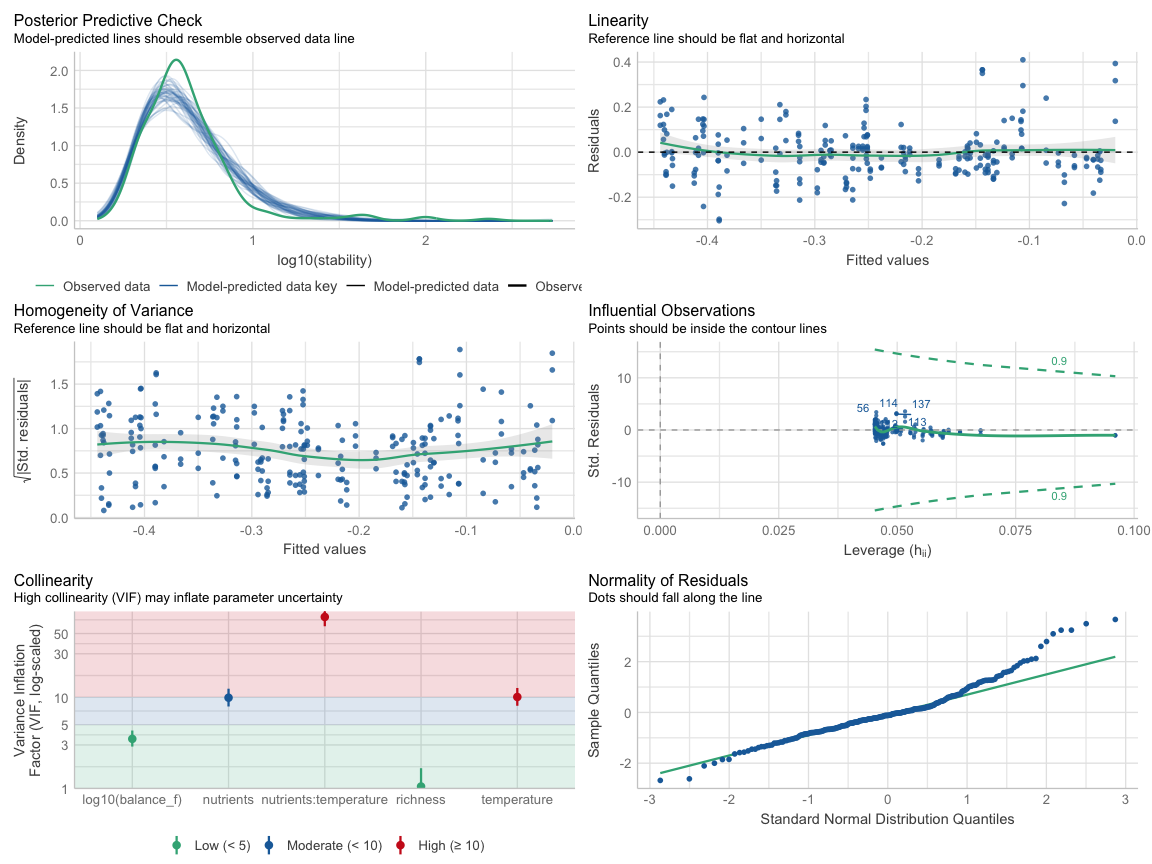 Posterior Predictive Check
Model-predicted lines should resemble observed data line
Density
2.0
1.5
1.0
0.5
0.0
0
1
2
log10(stability)
Observed data
Model-predicted data
key
Model-predicted data
Observe
Linearity
Reference line should be flat and horizontal
Residuals
0.4
0.2
0.0
-0.2
-0.4
-0.3
-0.2
-0.1
0.0
Fitted values
Homogeneity of Variance
Reference line should be flat and horizontal
√|Std. residuals|
1.5
1.0
0.5
0.0
-0.4
-0.3
-0.2
-0.1
0.0
Fitted values
Influential Observations
Points should be inside the contour lines
Std. Residuals
10
0
-10
0.9
56
114
137
113
0.9
0.000
0.025
0.050
0.075
0.100
Leverage (hᵢᵢ)
Collinearity
High collinearity (VIF) may inflate parameter uncertainty
Variance Inflation
Factor (VIF, log-scaled)
50
30
10
5
3
1
log10(balance_f)
nutrients
nutrients:temperature
richness
temperature
Low (< 5)
Moderate (< 10)
High (≥ 10)
Normality of Residuals
Dots should fall along the line
Sample Quantiles
2
0
-2
-3
-2
-1
0
1
2
3
Standard Normal Distribution Quantiles